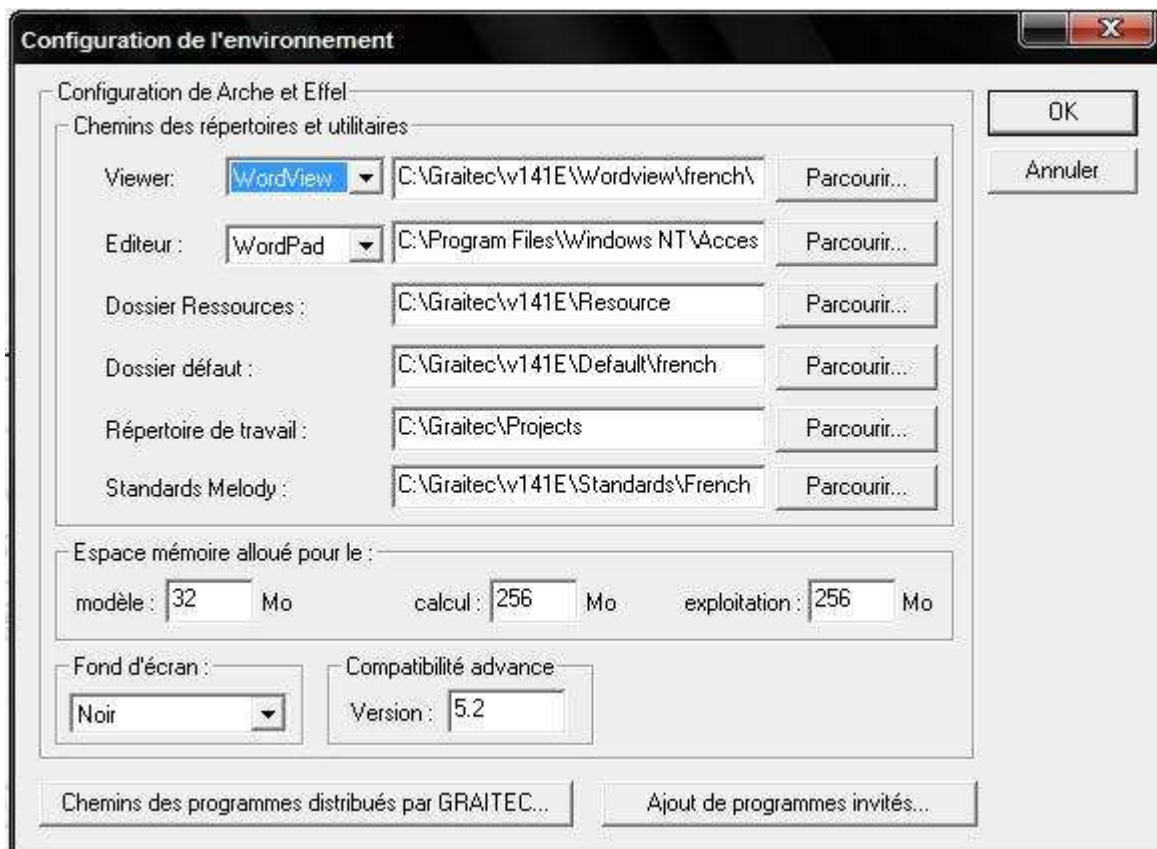 Configuration de l'environnement
Configuration de Arche et Effel
OK
Chemins des répertoires et utilitaires
Viewer: WordView C:\Graitec\v141E\Wordview\french\ Parcourir... Annuler
Editeur : WordPad C:\Program Files\Windows NT\Acces Parcourir...
Dossier Ressources : C:\Graitec\v141E\Resource Parcourir...
Dossier défaut : C:\Graitec\v141E\Default\french Parcourir...
Répertoire de travail : C:\Graitec\Projects Parcourir...
Standards Melody : C:\Graitec\v141E\Standards\French Parcourir...
Espace mémoire alloué pour le :
modèle : 32 Mo calcul : 256 Mo exploitation : 256 Mo
Fond d'écran : Compatibilité advance
Noir Version : 5.2
Chemins des programmes distribués par GRAITEC... Ajout de programmes invités...